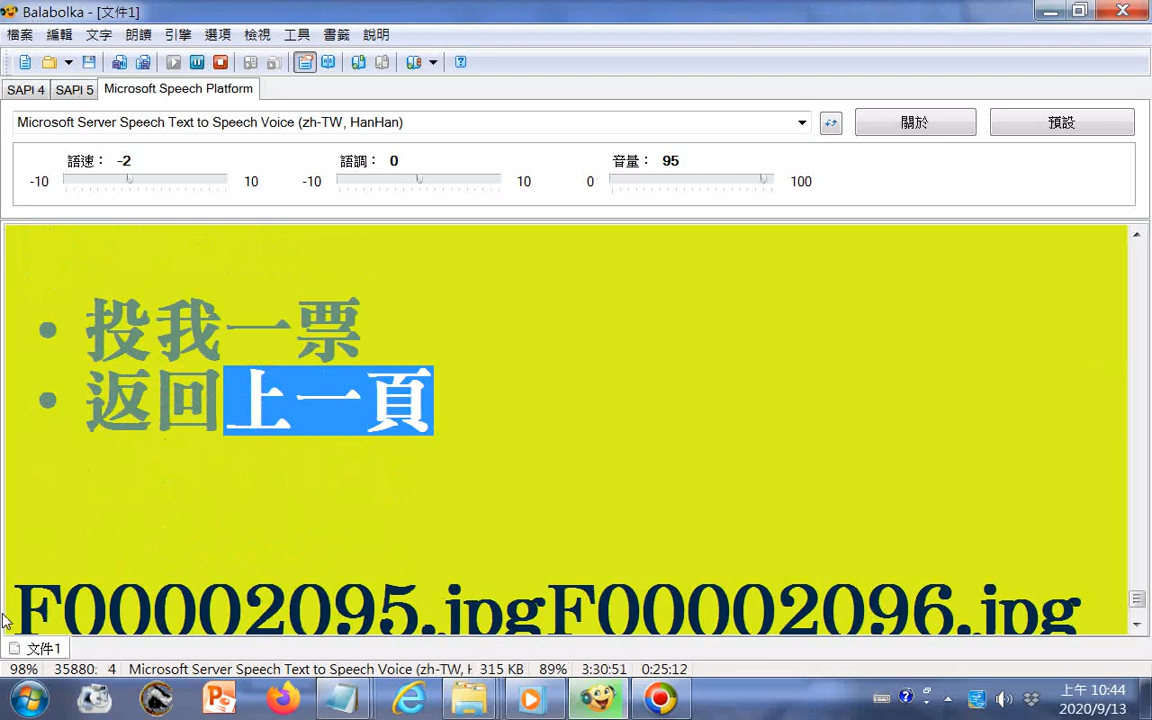 Balabolka - [文件1]
檔案 編輯 文字 朗讀 引擎 選項 檢視 工具 書籤 說明
SAPI 4 SAPI 5 Microsoft Speech Platform
Microsoft Server Speech Text to Speech Voice (zh-TW, HanHan) 關於 預設
語速： -2 語調： 0 音量： 95
-10 10 -10 10 0 100
• 投我一票
• 返回上一頁
F00002095.jpgF00002096.jpg
文件1
98% 35880: 4 Microsoft Server Speech Text to Speech Voice (zh-TW, H 315 KB 89% 3:30:51 0:25:12
上午 10:44
2020/9/13